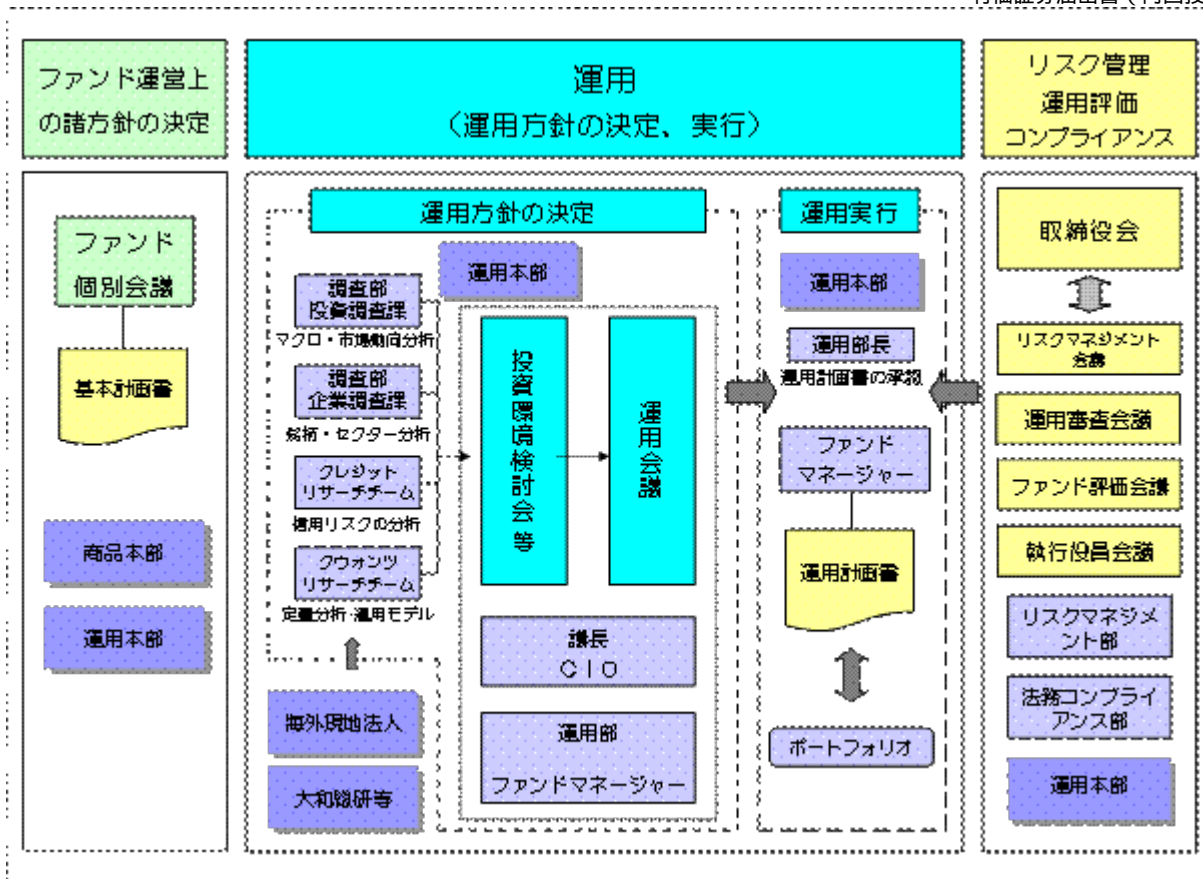 ファンド運営上
の諸方針の決定
運用
（運用方針の決定、実行）
リスク管理
運用評価
コンプライアンス
ファンド
個別会議
基本計画書
商品本部
運用本部
運用方針の決定
運用本部
調査部
投資調査課
マクロ・市場動向分析
調査部
企業調査課
銘柄・セクター分析
クレジット
リサーチチーム
信用リスクの分析
クウォンツ
リサーチチーム
定量分析・運用モデル
海外現地法人
大和総研等
投資環境検討会等
運用会議
議長
ＣＩＯ
運用部
ファンドマネージャー
運用実行
運用本部
運用部長
運用計画書の承認
ファンド
マネージャー
運用計画書
ポートフォリオ
取締役会
リスクマネジメント
会議
運用審査会議
ファンド評価会議
執行役員会議
リスクマネジメ
ント部
法務コンプライ
アンス部
運用本部